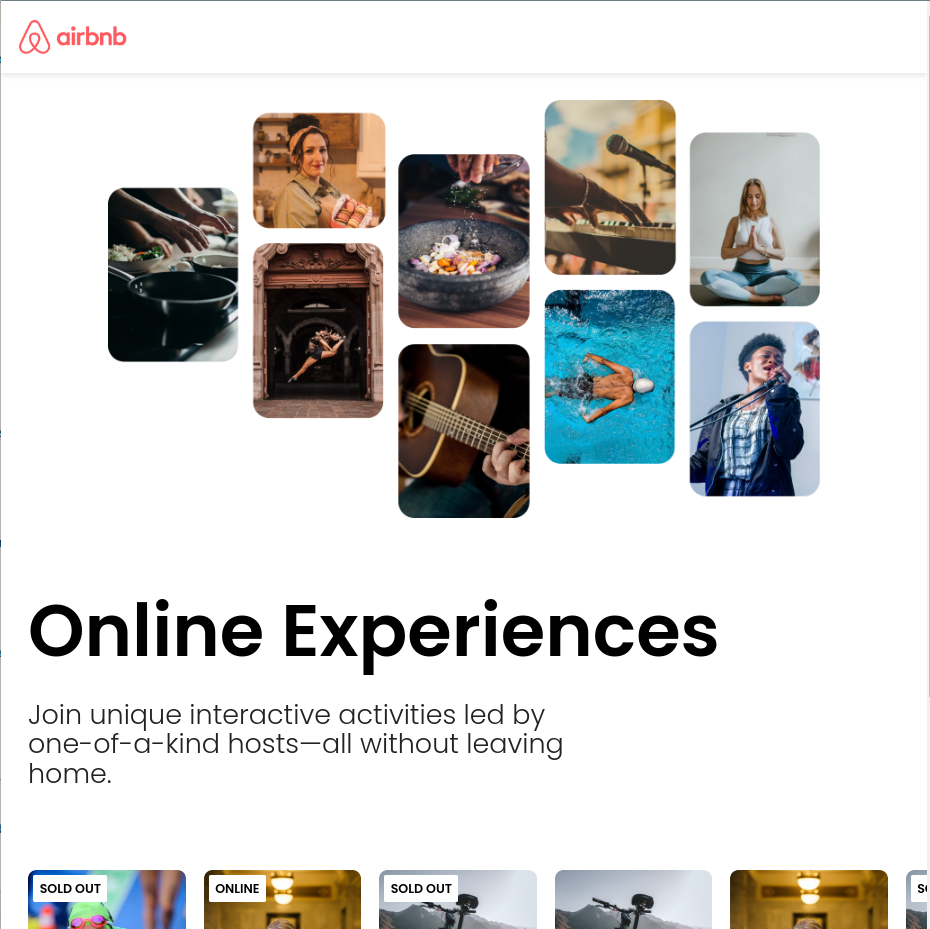 airbnb
Online Experiences
Join unique interactive activities led by
one-of-a-kind hosts—all without leaving
home.
SOLD OUT
ONLINE
SOLD OUT